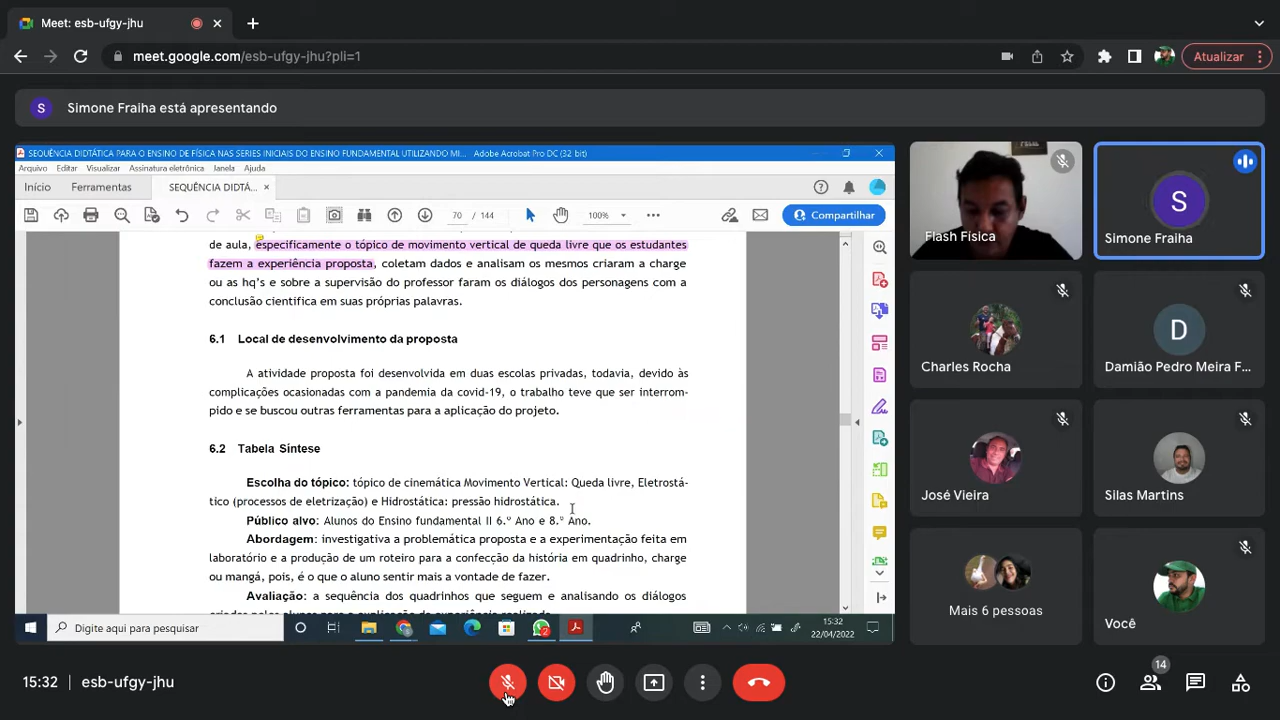 Meet: esb-ufgy-jhu
meet.google.com/esb-ufgy-jhu?pli=1
Atualizar
S
Simone Fraiha está apresentando
SEQUÊNCIA DIDTÁTICA PARA O ENSINO DE FÍSICA NAS SERIES INICIAIS DO ENSINO FUNDAMENTAL UTILIZANDO MI... - Adobe Acrobat Pro DC (32 bit)
Arquivo Editar Visualizar Assinatura eletrônica Janela Ajuda
Início Ferramentas SEQUÊNCIA DIDTÁ...
70 / 144 100% Compartilhar
de aula, especificamente o tópico de movimento vertical de queda livre que os estudantes
fazem a experiência proposta, coletam dados e analisam os mesmos criaram a charge
ou as hq's e sobre a supervisão do professor faram os diálogos dos personagens com a
conclusão cientifica em suas próprias palavras.
6.1 Local de desenvolvimento da proposta
A atividade proposta foi desenvolvida em duas escolas privadas, todavia, devido às
complicações ocasionadas com a pandemia da covid-19, o trabalho teve que ser interrom-
pido e se buscou outras ferramentas para a aplicação do projeto.
6.2 Tabela Síntese
Escolha do tópico: tópico de cinemática Movimento Vertical: Queda livre, Eletrostá-
tico (processos de eletrização) e Hidrostática: pressão hidrostática.
Público alvo: Alunos do Ensino fundamental II 6.º Ano e 8.º Ano.
Abordagem: investigativa a problemática proposta e a experimentação feita em
laboratório e a produção de um roteiro para a confecção da história em quadrinho, charge
ou mangá, pois, é o que o aluno sentir mais a vontade de fazer.
Avaliação: a sequência dos quadrinhos que seguem e analisando os diálogos
Digite aqui para pesquisar
15:32
22/04/2022
Flash Física
S
Simone Fraiha
Charles Rocha
D
Damião Pedro Meira F...
José Vieira
Silas Martins
Mais 6 pessoas
Você
15:32 | esb-ufgy-jhu
14